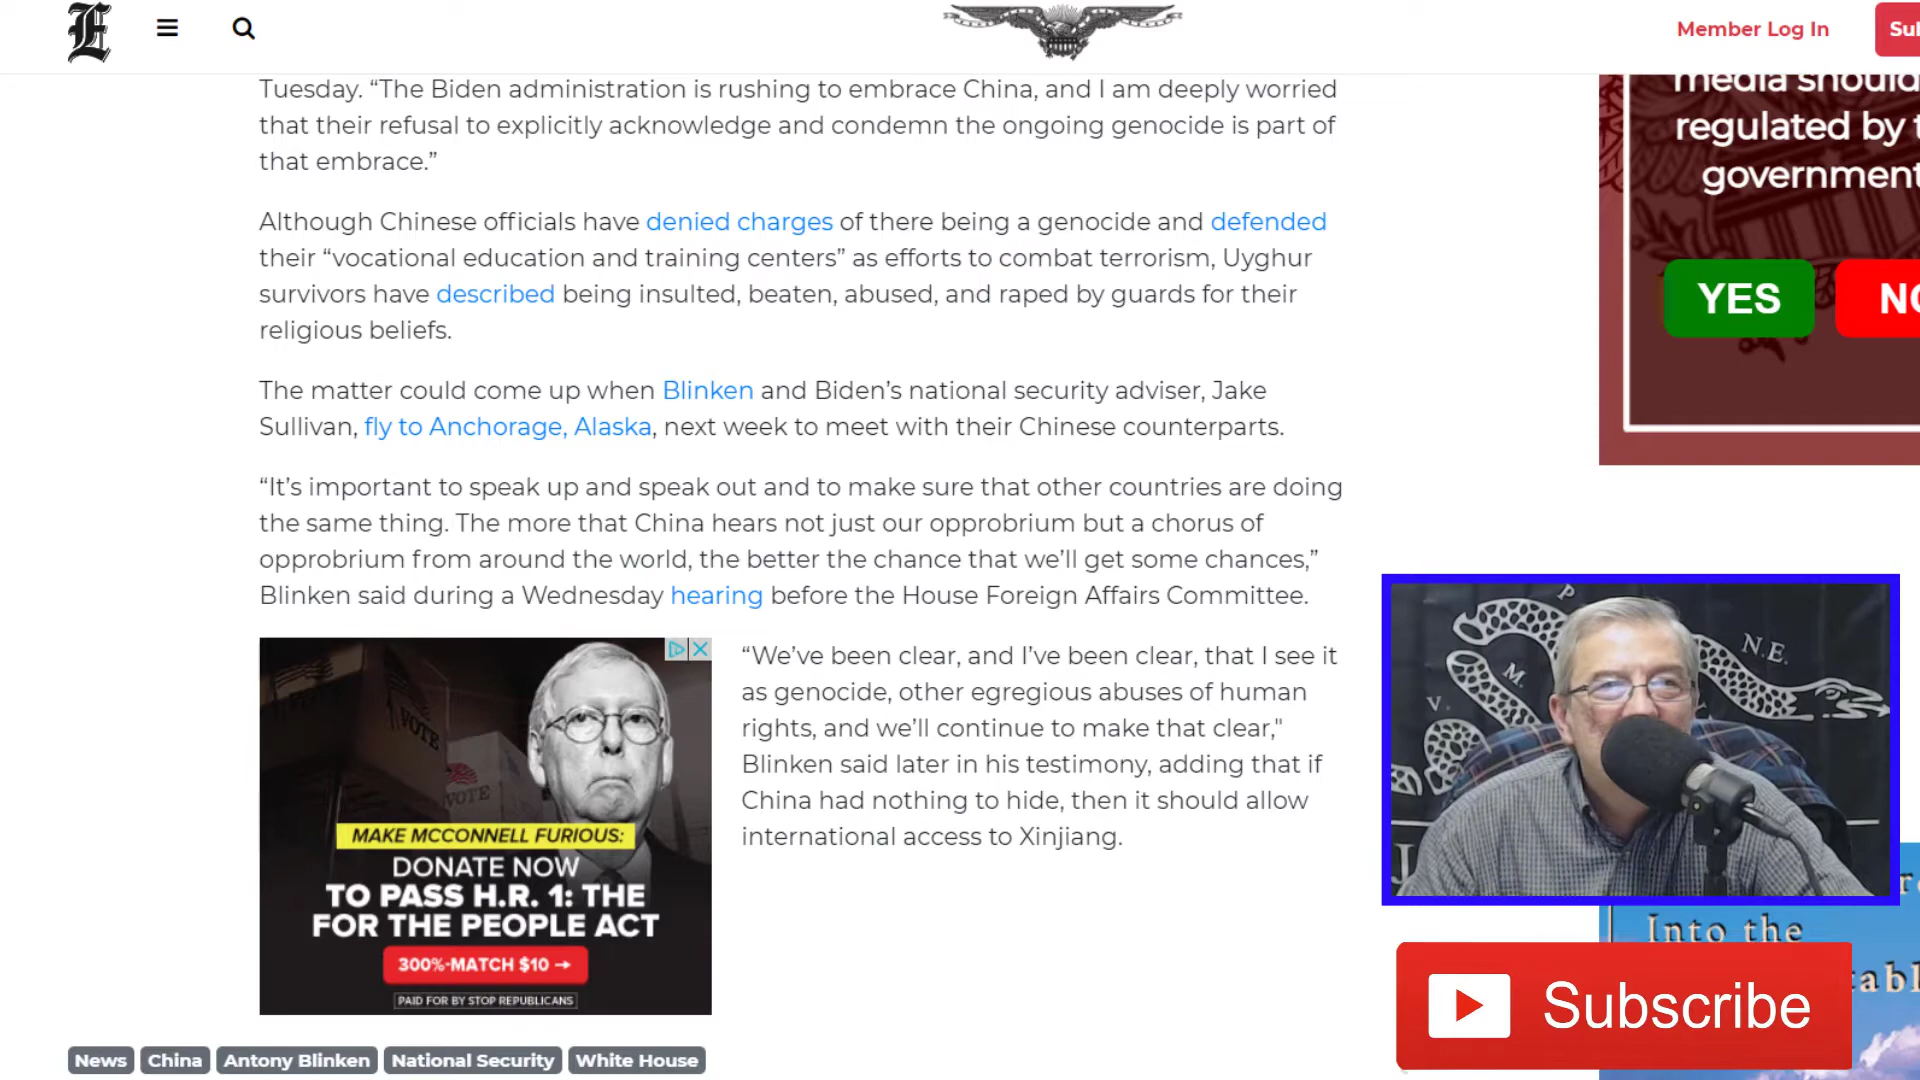 E
Member Log In
Sub
Tuesday. “The Biden administration is rushing to embrace China, and I am deeply worried
that their refusal to explicitly acknowledge and condemn the ongoing genocide is part of
that embrace.”
Although Chinese officials have denied charges of there being a genocide and defended
their “vocational education and training centers” as efforts to combat terrorism, Uyghur
survivors have described being insulted, beaten, abused, and raped by guards for their
religious beliefs.
The matter could come up when Blinken and Biden’s national security adviser, Jake
Sullivan, fly to Anchorage, Alaska, next week to meet with their Chinese counterparts.
“It’s important to speak up and speak out and to make sure that other countries are doing
the same thing. The more that China hears not just our opprobrium but a chorus of
opprobrium from around the world, the better the chance that we’ll get some chances,”
Blinken said during a Wednesday hearing before the House Foreign Affairs Committee.
“We’ve been clear, and I’ve been clear, that I see it
as genocide, other egregious abuses of human
rights, and we’ll continue to make that clear,"
Blinken said later in his testimony, adding that if
China had nothing to hide, then it should allow
international access to Xinjiang.
VOTE
VOTE
MAKE MCCONNELL FURIOUS:
DONATE NOW
TO PASS H.R. 1: THE
FOR THE PEOPLE ACT
300%-MATCH $10 →
PAID FOR BY STOP REPUBLICANS
News China Antony Blinken National Security White House
media should
regulated by
government
YES
NO
P.
N.E.
M.
V.
J
Into the
tabl
Subscribe